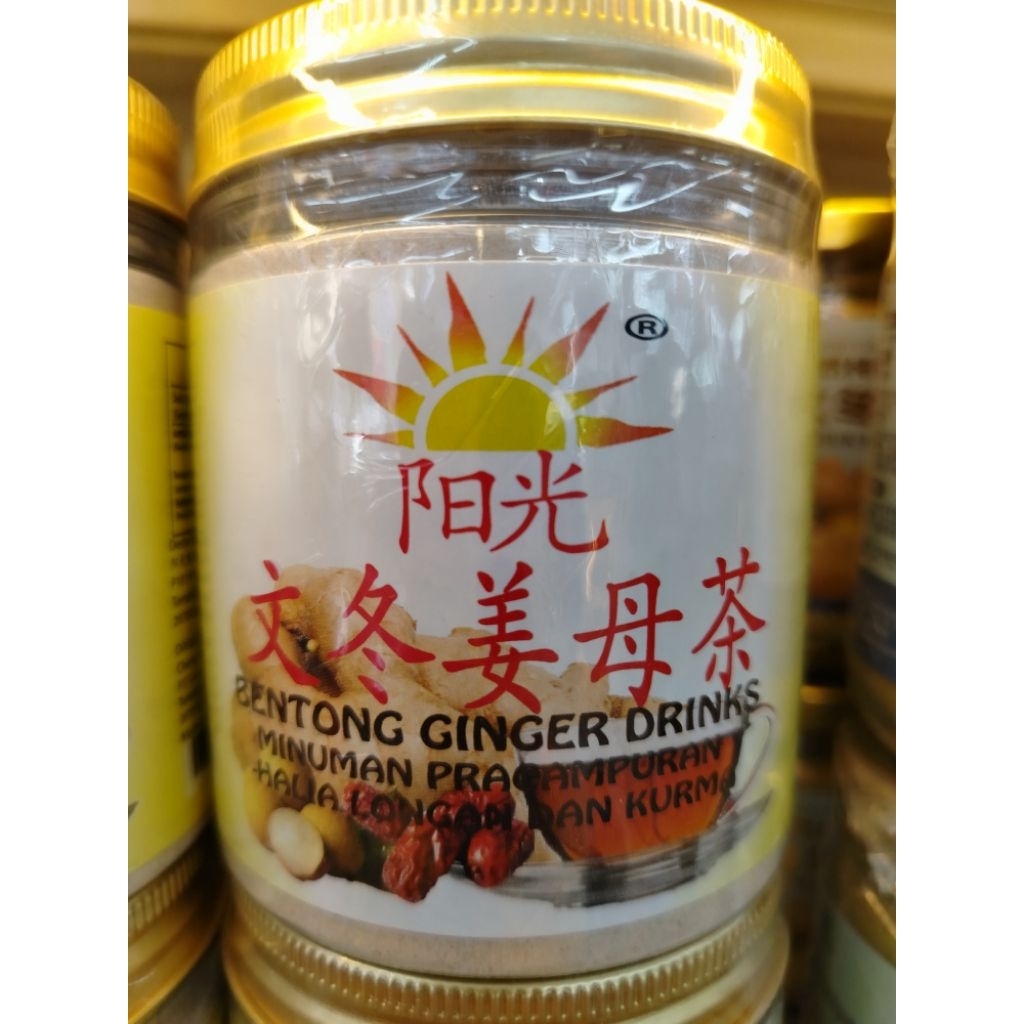 ®
阳光
文冬姜母茶
BENTONG GINGER DRINKS
MINUMAN PRACAMPURAN
HALIA LONGAN DAN KURMA